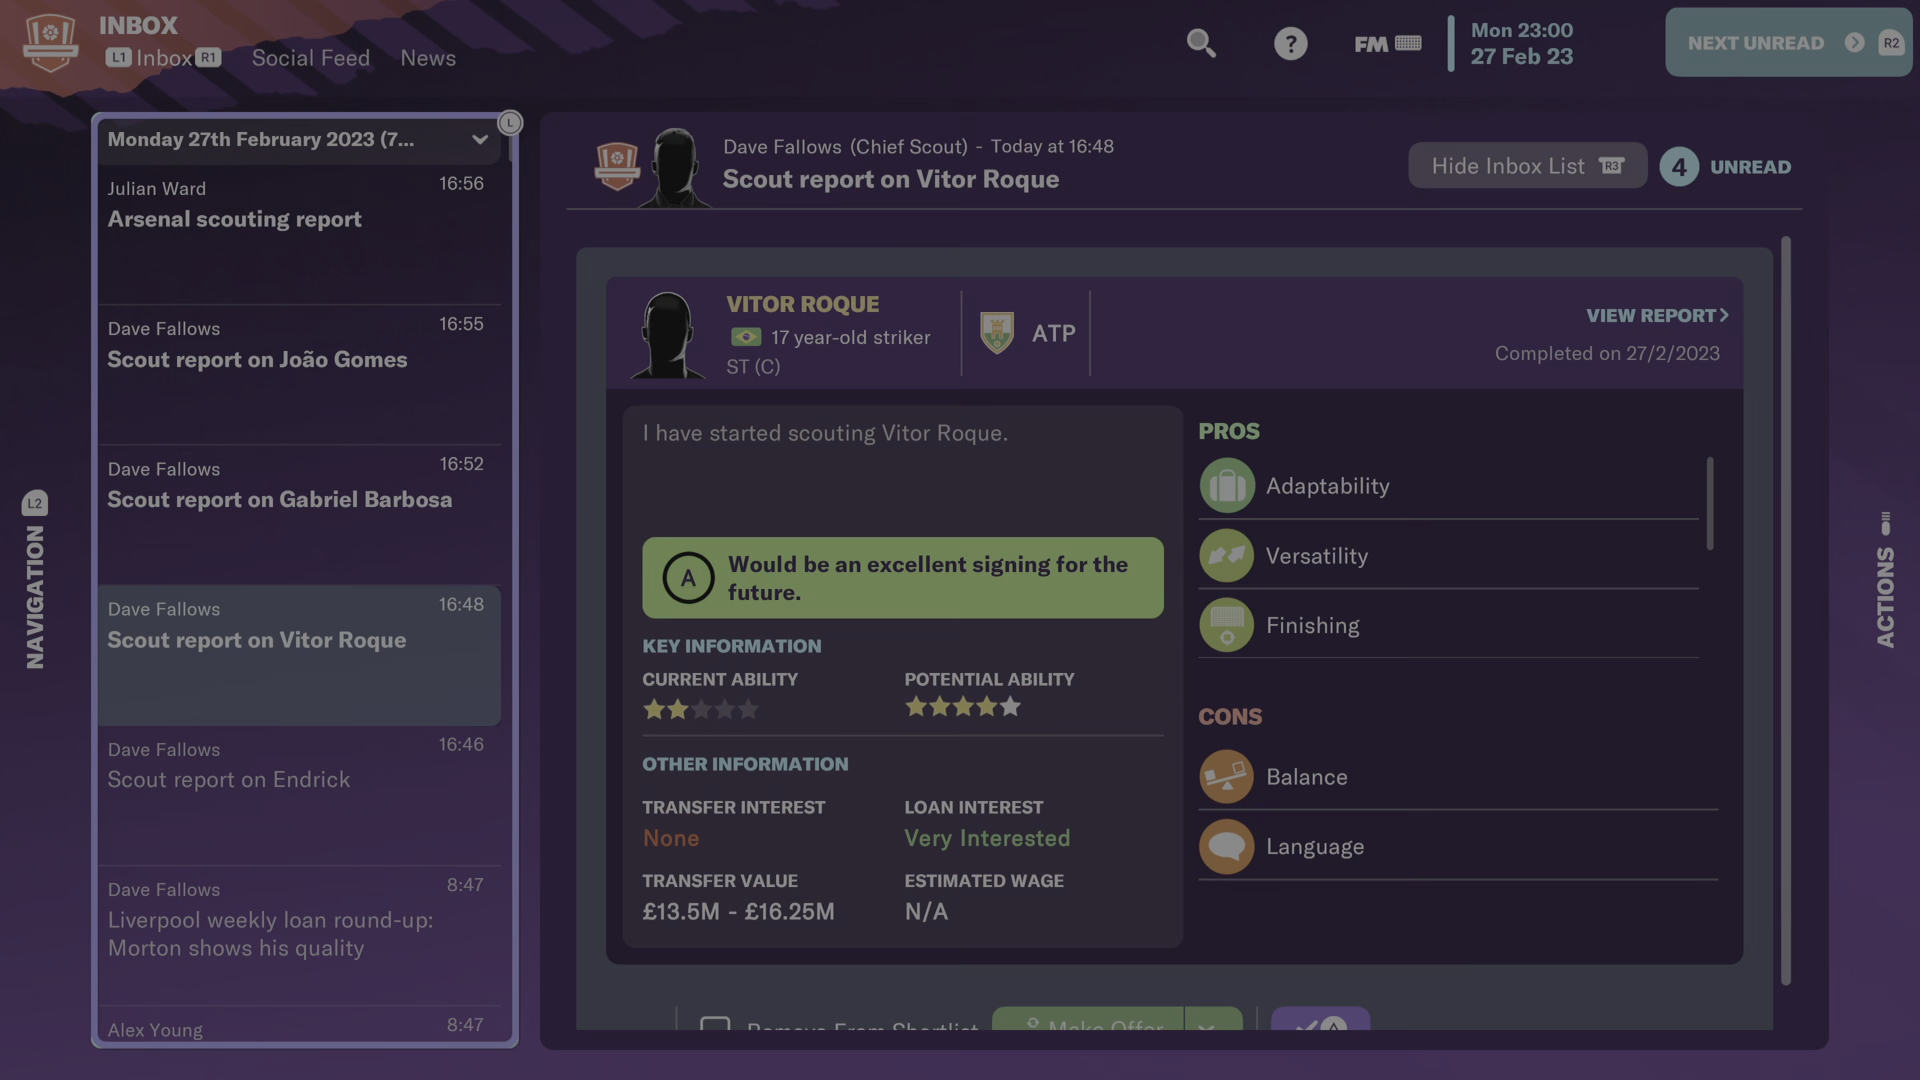 INBOX
L1 Inbox R1 Social Feed News
?
FM
Mon 23:00
27 Feb 23
NEXT UNREAD R2
Monday 27th February 2023 (7...
L
Julian Ward 16:56
Arsenal scouting report
Dave Fallows 16:55
Scout report on João Gomes
Dave Fallows 16:52
Scout report on Gabriel Barbosa
Dave Fallows 16:48
Scout report on Vitor Roque
Dave Fallows 16:46
Scout report on Endrick
Dave Fallows 8:47
Liverpool weekly loan round-up:
Morton shows his quality
Alex Young 8:47
L2
NAVIGATION
Dave Fallows (Chief Scout) - Today at 16:48
Scout report on Vitor Roque
Hide Inbox List R3
4 UNREAD
VITOR ROQUE
17 year-old striker
ST (C)
ATP
VIEW REPORT
Completed on 27/2/2023
I have started scouting Vitor Roque.
A
Would be an excellent signing for the
future.
KEY INFORMATION
CURRENT ABILITY POTENTIAL ABILITY
OTHER INFORMATION
TRANSFER INTEREST LOAN INTEREST
None Very Interested
TRANSFER VALUE ESTIMATED WAGE
£13.5M - £16.25M N/A
PROS
Adaptability
Versatility
Finishing
CONS
Balance
Language
Remove From Shortlist Make Offer
ACTIONS